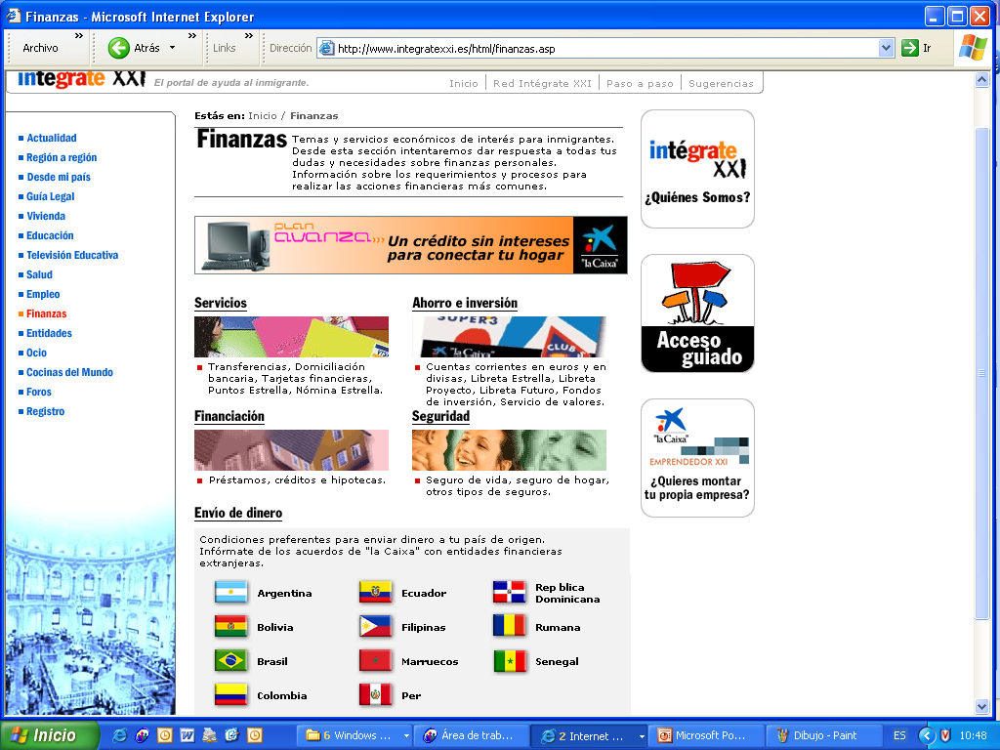 Finanzas - Microsoft Internet Explorer
Archivo
»
Atrás
»
Links
»
Dirección
http://www.integratexxi.es/html/finanzas.asp
Ir
intégrate XXI
El portal de ayuda al inmigrante.
Inicio
Red Intégrate XXI
Paso a paso
Sugerencias
Actualidad
Región a región
Desde mi país
Guía Legal
Vivienda
Educación
Televisión Educativa
Salud
Empleo
Finanzas
Entidades
Ocio
Cocinas del Mundo
Foros
Registro
Estás en: Inicio / Finanzas
Finanzas
Temas y servicios económicos de interés para inmigrantes.
Desde esta sección intentaremos dar respuesta a todas tus
dudas y necesidades sobre finanzas personales.
Información sobre los requerimientos y procesos para
realizar las acciones financieras más comunes.
plan
avanza
Un crédito sin intereses
para conectar tu hogar
"la Caixa"
Servicios
Transferencias, Domiciliación
bancaria, Tarjetas financieras,
Puntos Estrella, Nómina Estrella.
Ahorro e inversión
SUPER3
"la Caixa"
CLUB
Cuentas corrientes en euros y en
divisas, Libreta Estrella, Libreta
Proyecto, Libreta Futuro, Fondos
de inversión, Servicio de valores.
Financiación
Préstamos, créditos e hipotecas.
Seguridad
Seguro de vida, seguro de hogar,
otros tipos de seguros.
Envío de dinero
Condiciones preferentes para enviar dinero a tu país de origen.
Infórmate de los acuerdos de "la Caixa" con entidades financieras
extranjeras.
Argentina
Ecuador
Rep blica
Dominicana
Bolivia
Filipinas
Rumana
Brasil
Marruecos
Senegal
Colombia
Per
intégrate
XXI
¿Quiénes Somos?
Acceso
guiado
"la Caixa"
EMPRENDEDOR XXI
¿Quieres montar
tu propia empresa?
Inicio
6 Windows ...
Área de trab...
2 Internet ...
Microsoft Po...
Dibujo - Paint
ES
10:48